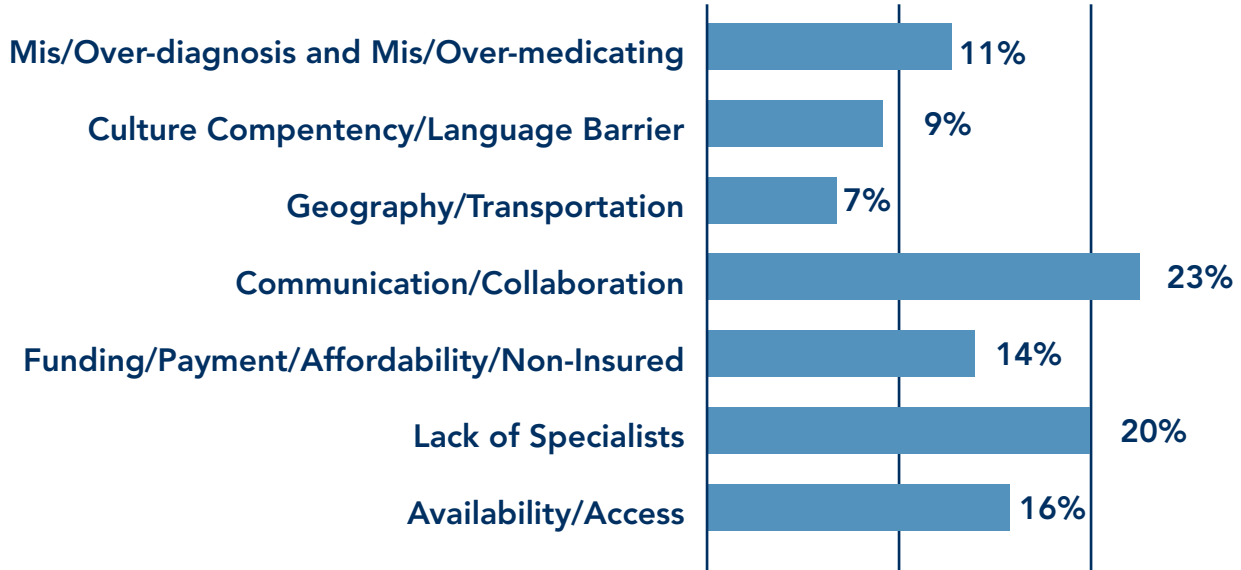 Mis/Over-diagnosis and Mis/Over-medicating 11%
Culture Compentency/Language Barrier 9%
Geography/Transportation 7%
Communication/Collaboration 23%
Funding/Payment/Affordability/Non-Insured 14%
Lack of Specialists 20%
Availability/Access 16%